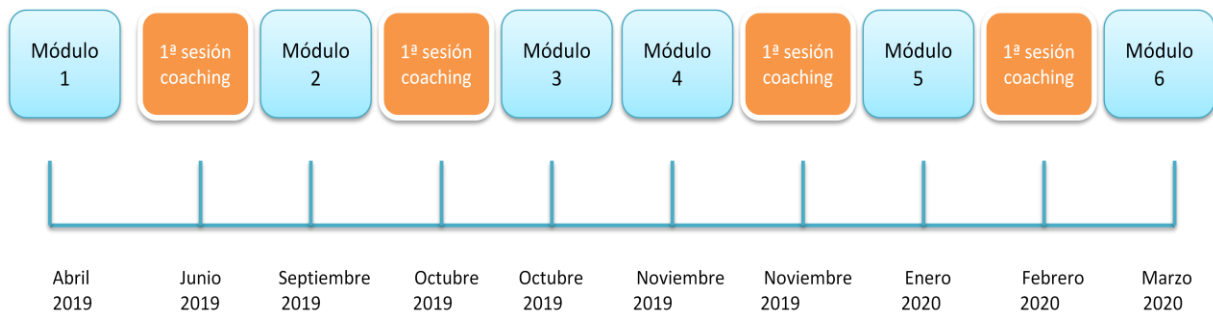 Módulo
1
1ª sesión
coaching
Módulo
2
1ª sesión
coaching
Módulo
3
Módulo
4
1ª sesión
coaching
Módulo
5
1ª sesión
coaching
Módulo
6
Abril
2019
Junio
2019
Septiembre
2019
Octubre
2019
Octubre
2019
Noviembre
2019
Noviembre
2019
Enero
2020
Febrero
2020
Marzo
2020